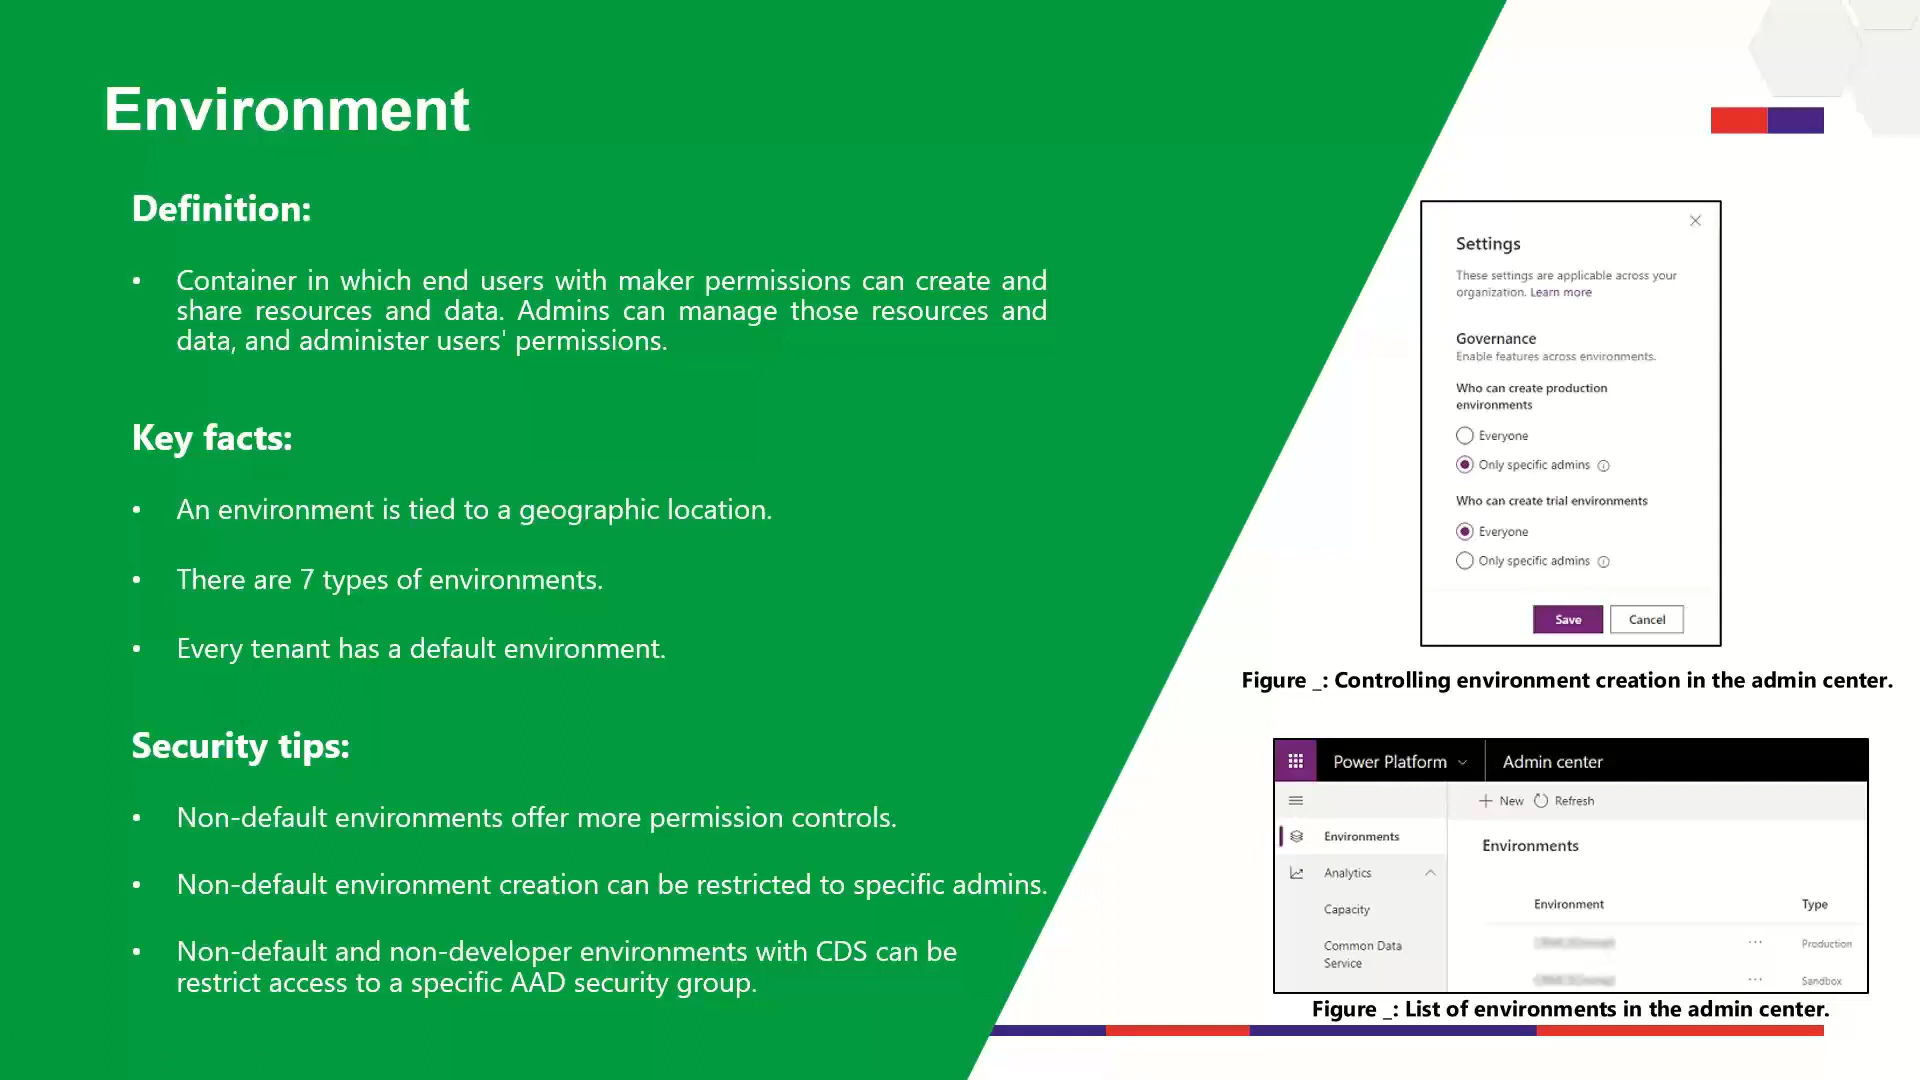 Environment
Definition:
• Container in which end users with maker permissions can create and
share resources and data. Admins can manage those resources and
data, and administer users' permissions.
Key facts:
• An environment is tied to a geographic location.
• There are 7 types of environments.
• Every tenant has a default environment.
Security tips:
• Non-default environments offer more permission controls.
• Non-default environment creation can be restricted to specific admins.
• Non-default and non-developer environments with CDS can be
restrict access to a specific AAD security group.
Settings
These settings are applicable across your
organization. Learn more
Governance
Enable features across environments.
Who can create production
environments
Everyone
Only specific admins
Who can create trial environments
Everyone
Only specific admins
Save Cancel
Figure _: Controlling environment creation in the admin center.
Power Platform Admin center
New Refresh
Environments
Analytics
Capacity
Common Data
Service
Environments
Environment Type
... Production
... Sandbox
Figure _: List of environments in the admin center.